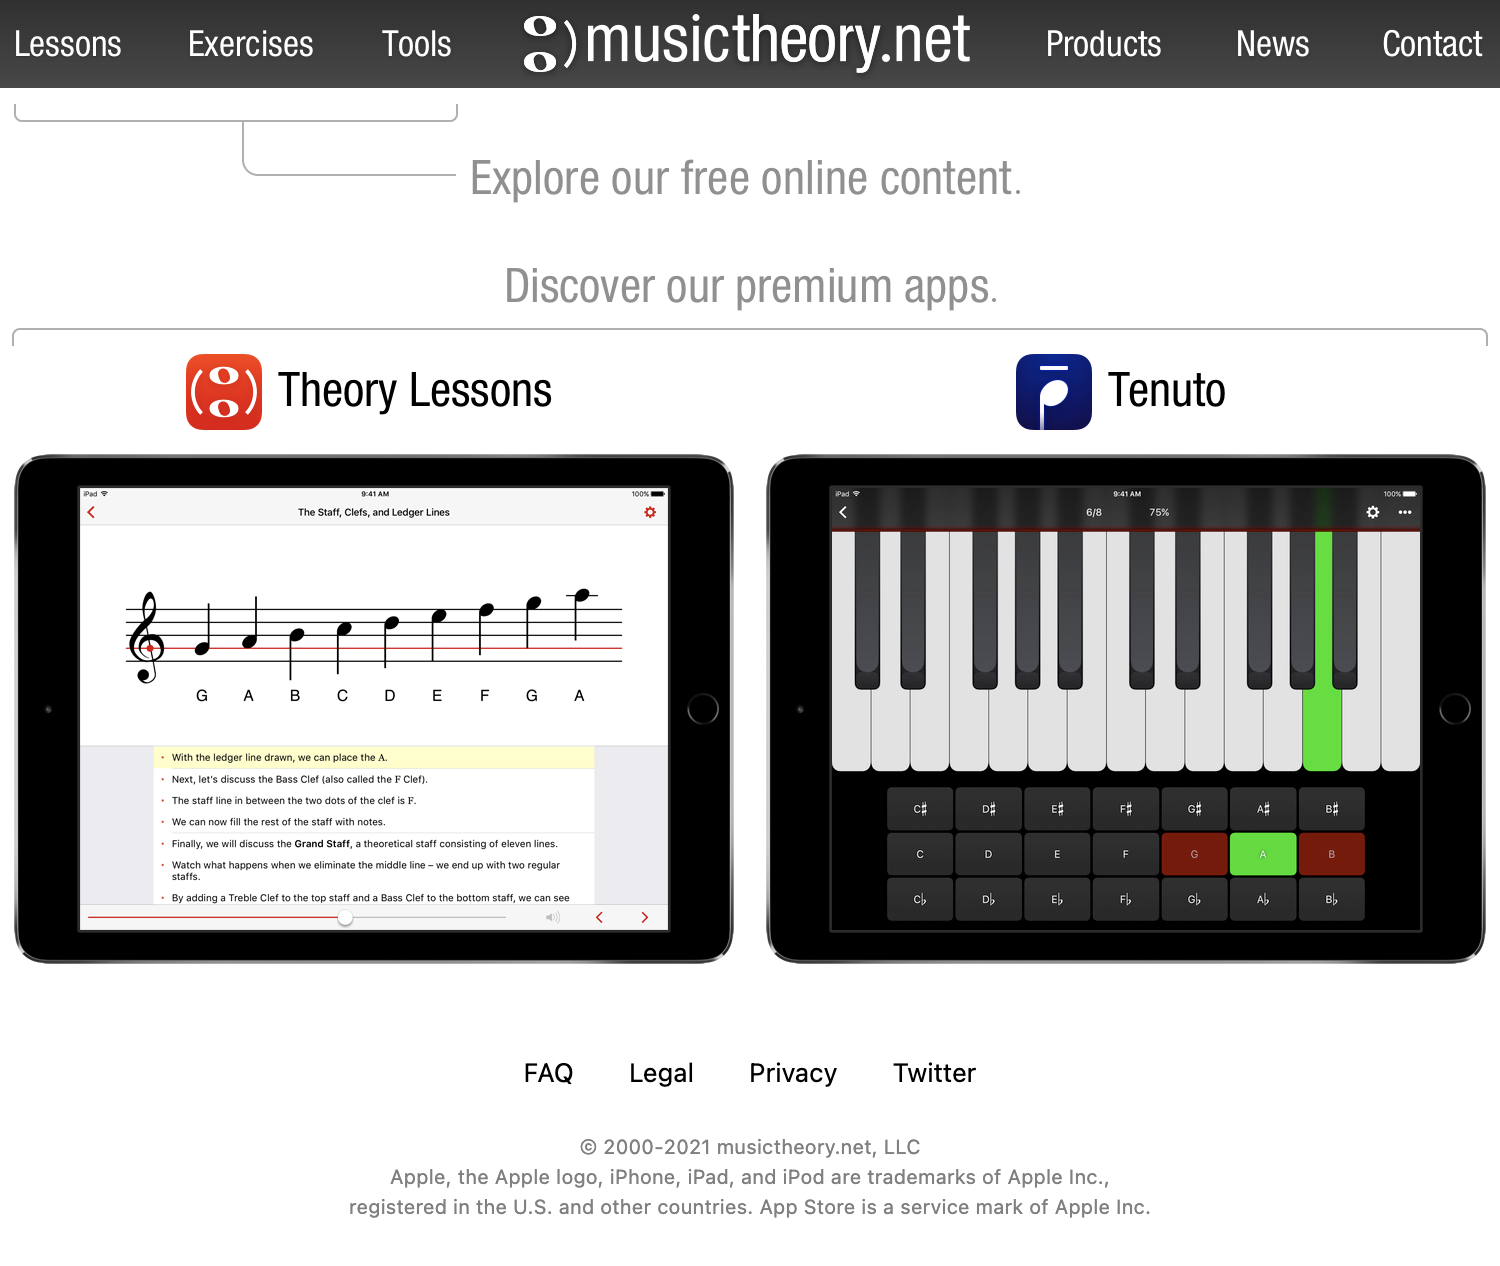 Lessons Exercises Tools musictheory.net Products News Contact
Explore our free online content.
Discover our premium apps.
Theory Lessons
Tenuto
iPad 9:41 AM 100%
The Staff, Clefs, and Ledger Lines
G A B C D E F G A
• With the ledger line drawn, we can place the A.
• Next, let's discuss the Bass Clef (also called the F Clef).
• The staff line in between the two dots of the clef is F.
• We can now fill the rest of the staff with notes.
• Finally, we will discuss the Grand Staff, a theoretical staff consisting of eleven lines.
• Watch what happens when we eliminate the middle line – we end up with two regular
staffs.
• By adding a Treble Clef to the top staff and a Bass Clef to the bottom staff, we can see
iPad 9:41 AM 100%
6/8 75%
C♯ D♯ E♯ F♯ G♯ A♯ B♯
C D E F G A B
C♭ D♭ E♭ F♭ G♭ A♭ B♭
FAQ Legal Privacy Twitter
© 2000-2021 musictheory.net, LLC
Apple, the Apple logo, iPhone, iPad, and iPod are trademarks of Apple Inc.,
registered in the U.S. and other countries. App Store is a service mark of Apple Inc.